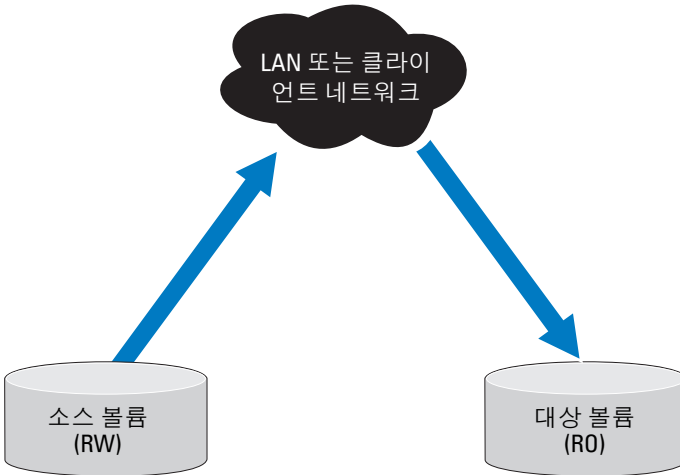 LAN 또는 클라이
언트 네트워크
소스 볼륨
(RW)
대상 볼륨
(RO)